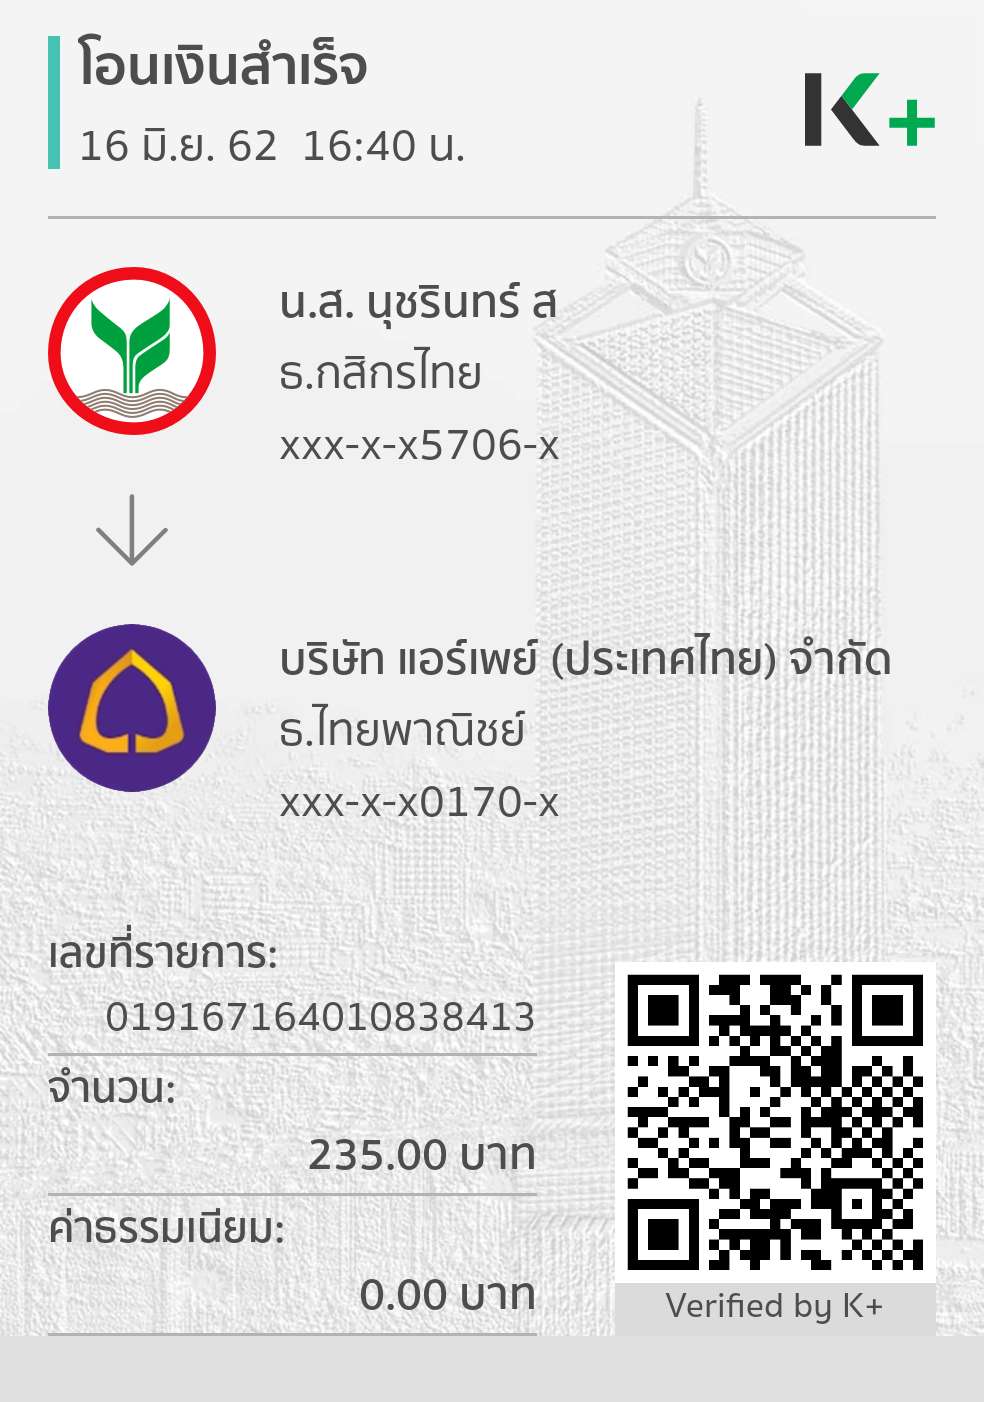 โอนเงินสำเร็จ
16 มิ.ย. 62 16:40 น.
K+
น.ส. นุชรินทร์ ส
ธ.กสิกรไทย
xxx-x-x5706-x
บริษัท แอร์เพย์ (ประเทศไทย) จำกัด
ธ.ไทยพาณิชย์
xxx-x-x0170-x
เลขที่รายการ:
019167164010838413
จำนวน:
235.00 บาท
ค่าธรรมเนียม:
0.00 บาท
Verified by K+